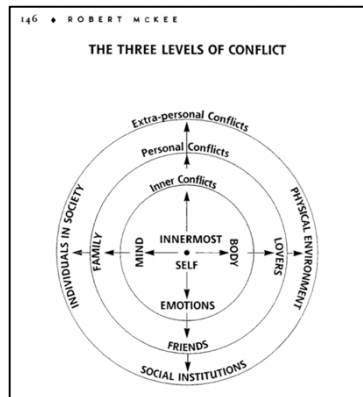 146 ♦ ROBERT MCKEE
THE THREE LEVELS OF CONFLICT
Extra-personal Conflicts
Personal Conflicts
Inner Conflicts
INDIVIDUALS IN SOCIETY
FAMILY
MIND
INNERMOST
SELF
BODY
LOVERS
PHYSICAL ENVIRONMENT
EMOTIONS
FRIENDS
SOCIAL INSTITUTIONS